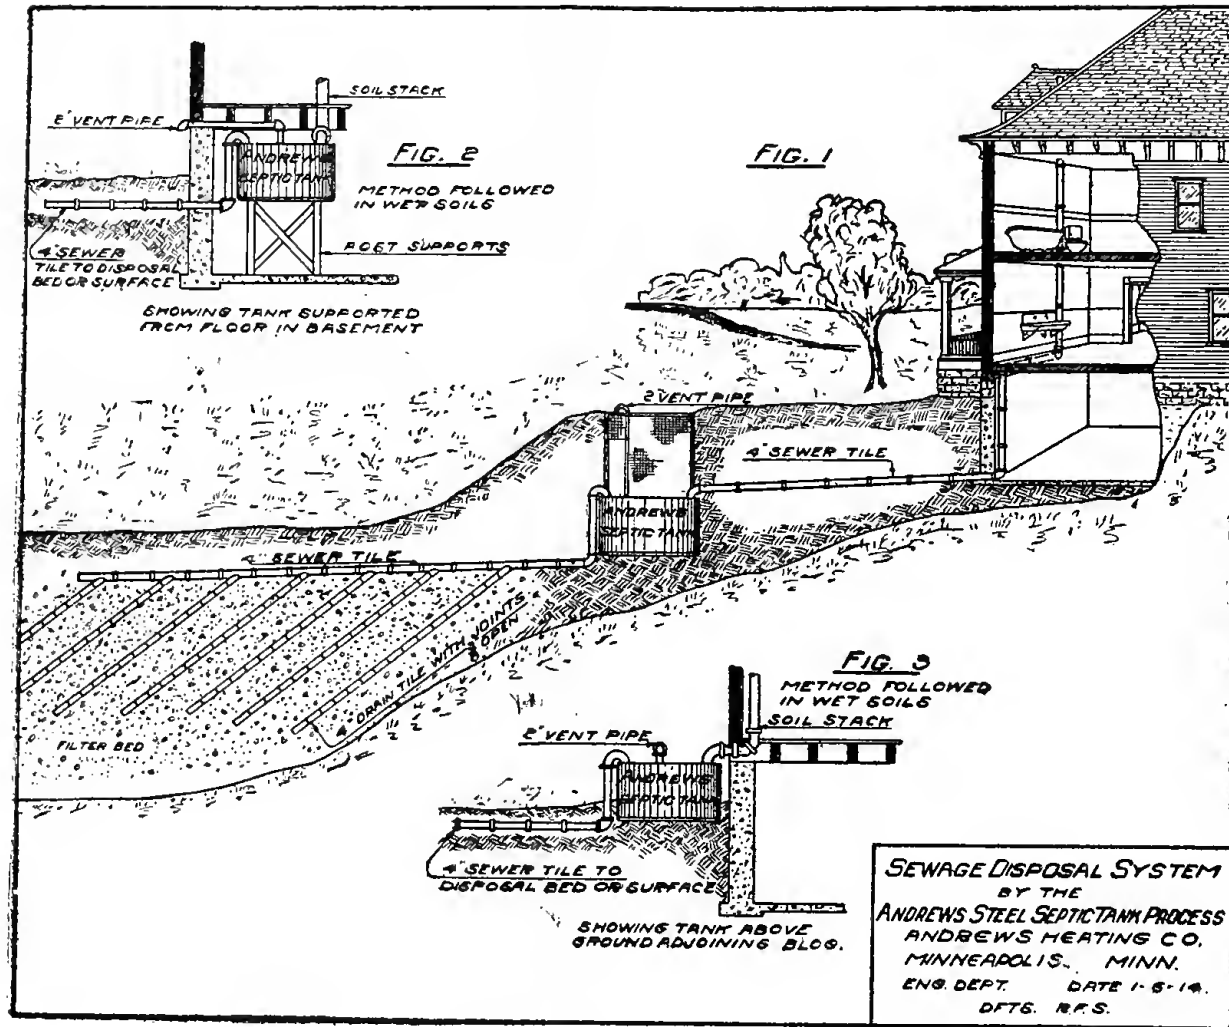 SOIL STACK
2" VENT PIPE
FIG. 2
ANDREWS
SEPTIC TANK
METHOD FOLLOWED
IN WET SOILS
4" SEWER
TILE TO DISPOSAL
BED OR SURFACE
POST SUPPORTS
SHOWING TANK SUPPORTED
FROM FLOOR IN BASEMENT
FIG. 1
2" VENT PIPE
4" SEWER TILE
ANDREWS
SEPTIC TANK
4" SEWER TILE
4" DRAIN TILE WITH JOINTS
OPEN
FILTER BED
FIG. 3
METHOD FOLLOWED
IN WET SOILS
SOIL STACK
2" VENT PIPE
ANDREWS
SEPTIC TANK
4" SEWER TILE TO
DISPOSAL BED OR SURFACE
SHOWING TANK ABOVE
GROUND ADJOINING BLDG.
SEWAGE DISPOSAL SYSTEM
BY THE
ANDREWS STEEL SEPTIC TANK PROCESS
ANDREWS HEATING CO.
MINNEAPOLIS, MINN.
ENG. DEPT. DATE
DFTG. R.F.S.